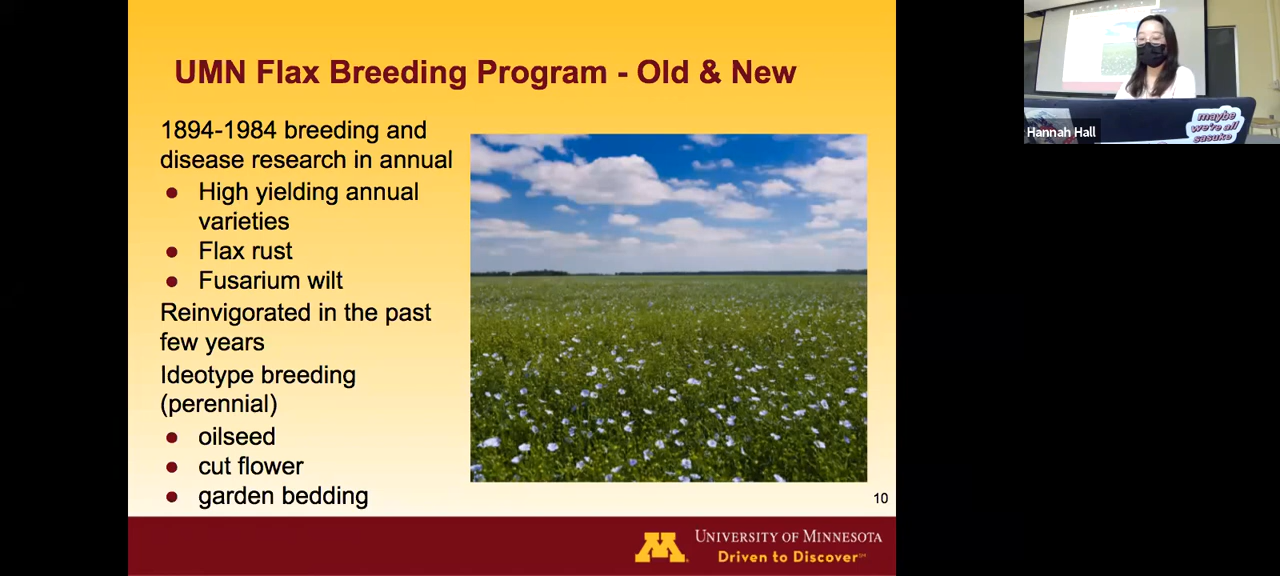 UMN Flax Breeding Program - Old & New
1894-1984 breeding and
disease research in annual
● High yielding annual
varieties
● Flax rust
● Fusarium wilt
Reinvigorated in the past
few years
Ideotype breeding
(perennial)
● oilseed
● cut flower
● garden bedding
10
M
UNIVERSITY OF MINNESOTA
Driven to Discover℠
maybe
we're all
sasuke
Hannah Hall